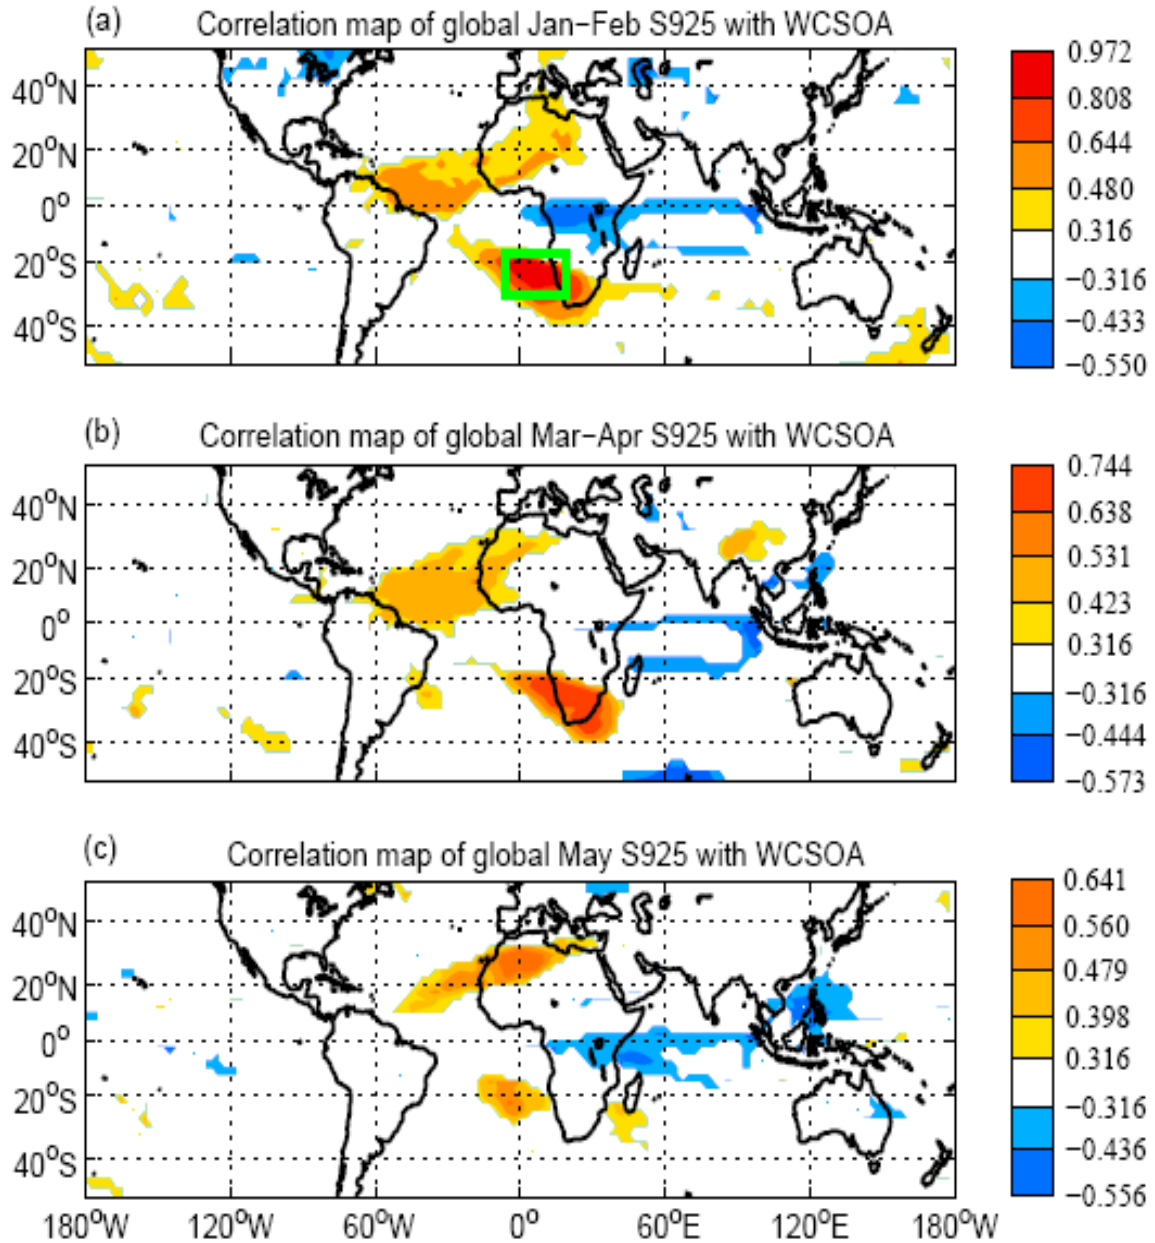 (a) Correlation map of global Jan−Feb S925 with WCSOA
40°N
20°N
0°
20°S
40°S
0.972
0.808
0.644
0.480
0.316
−0.316
−0.433
−0.550
(b) Correlation map of global Mar−Apr S925 with WCSOA
40°N
20°N
0°
20°S
40°S
0.744
0.638
0.531
0.423
0.316
−0.316
−0.444
−0.573
(c) Correlation map of global May S925 with WCSOA
40°N
20°N
0°
20°S
40°S
0.641
0.560
0.479
0.398
0.316
−0.316
−0.436
−0.556
180°W 120°W 60°W 0° 60°E 120°E 180°W